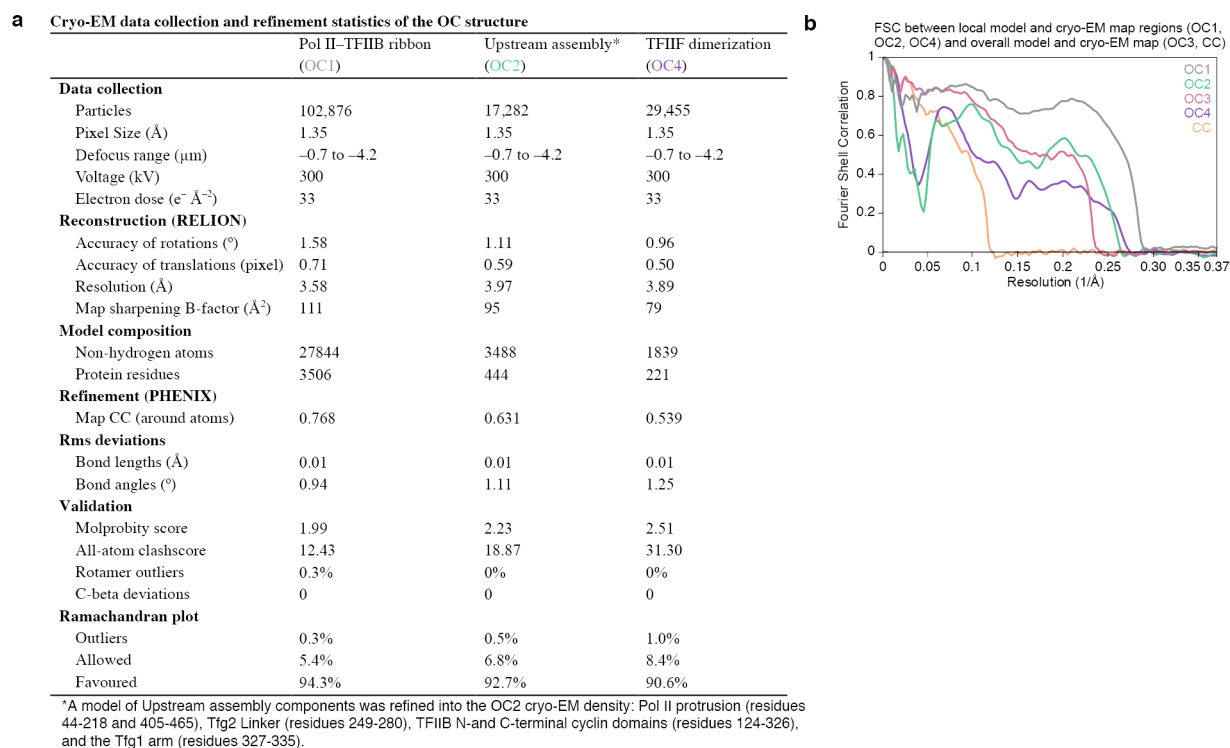 a
Cryo-EM data collection and refinement statistics of the OC structure
Pol II–TFIIB ribbon Upstream assembly* TFIIF dimerization
(OC1) (OC2) (OC4)
Data collection
Particles 102,876 17,282 29,455
Pixel Size (Å) 1.35 1.35 1.35
Defocus range (µm) –0.7 to –4.2 –0.7 to –4.2 –0.7 to –4.2
Voltage (kV) 300 300 300
Electron dose (e⁻ Å⁻²) 33 33 33
Reconstruction (RELION)
Accuracy of rotations (º) 1.58 1.11 0.96
Accuracy of translations (pixel) 0.71 0.59 0.50
Resolution (Å) 3.58 3.97 3.89
Map sharpening B-factor (Å²) 111 95 79
Model composition
Non-hydrogen atoms 27844 3488 1839
Protein residues 3506 444 221
Refinement (PHENIX)
Map CC (around atoms) 0.768 0.631 0.539
Rms deviations
Bond lengths (Å) 0.01 0.01 0.01
Bond angles (º) 0.94 1.11 1.25
Validation
Molprobity score 1.99 2.23 2.51
All-atom clashscore 12.43 18.87 31.30
Rotamer outliers 0.3% 0% 0%
C-beta deviations 0 0 0
Ramachandran plot
Outliers 0.3% 0.5% 1.0%
Allowed 5.4% 6.8% 8.4%
Favoured 94.3% 92.7% 90.6%
*A model of Upstream assembly components was refined into the OC2 cryo-EM density: Pol II protrusion (residues
44-218 and 405-465), Tfg2 Linker (residues 249-280), TFIIB N-and C-terminal cyclin domains (residues 124-326),
and the Tfg1 arm (residues 327-335).
b
FSC between local model and cryo-EM map regions (OC1,
OC2, OC4) and overall model and cryo-EM map (OC3, CC)
1
0.8
0.6
0.4
0.2
0
Fourier Shell Correlation
OC1
OC2
OC3
OC4
CC
0 0.05 0.1 0.15 0.2 0.25 0.30 0.35 0.37
Resolution (1/Å)